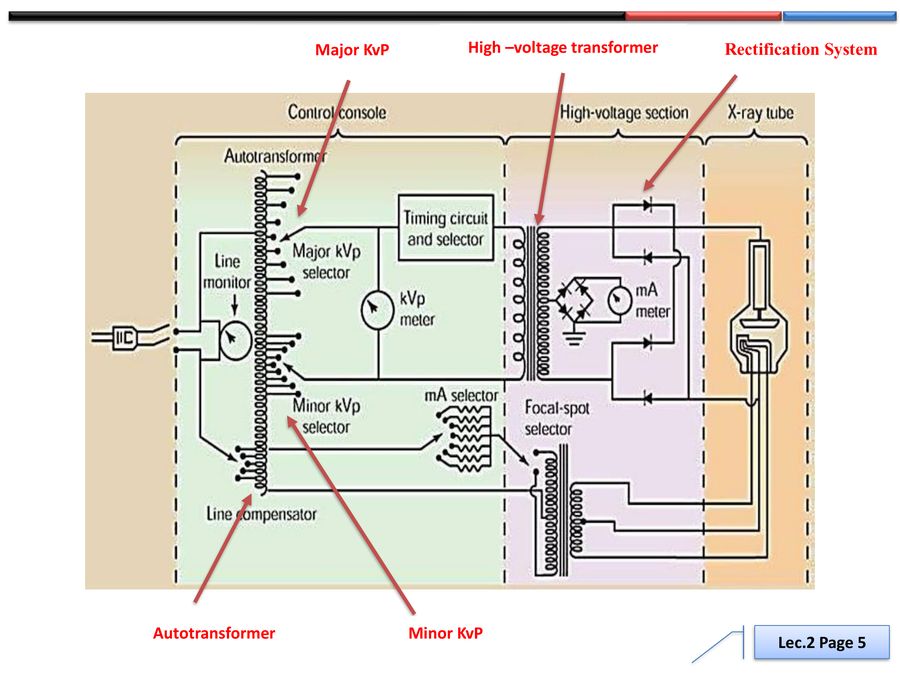 Major KvP
High –voltage transformer
Rectification System
Control console
High-voltage section
X-ray tube
Autotransformer
Timing circuit
and selector
Line
monitor
Major kVp
selector
kVp
meter
mA
meter
Minor kVp
selector
mA selector
Focal-spot
selector
Line compensator
Autotransformer
Minor KvP
Lec.2 Page 5